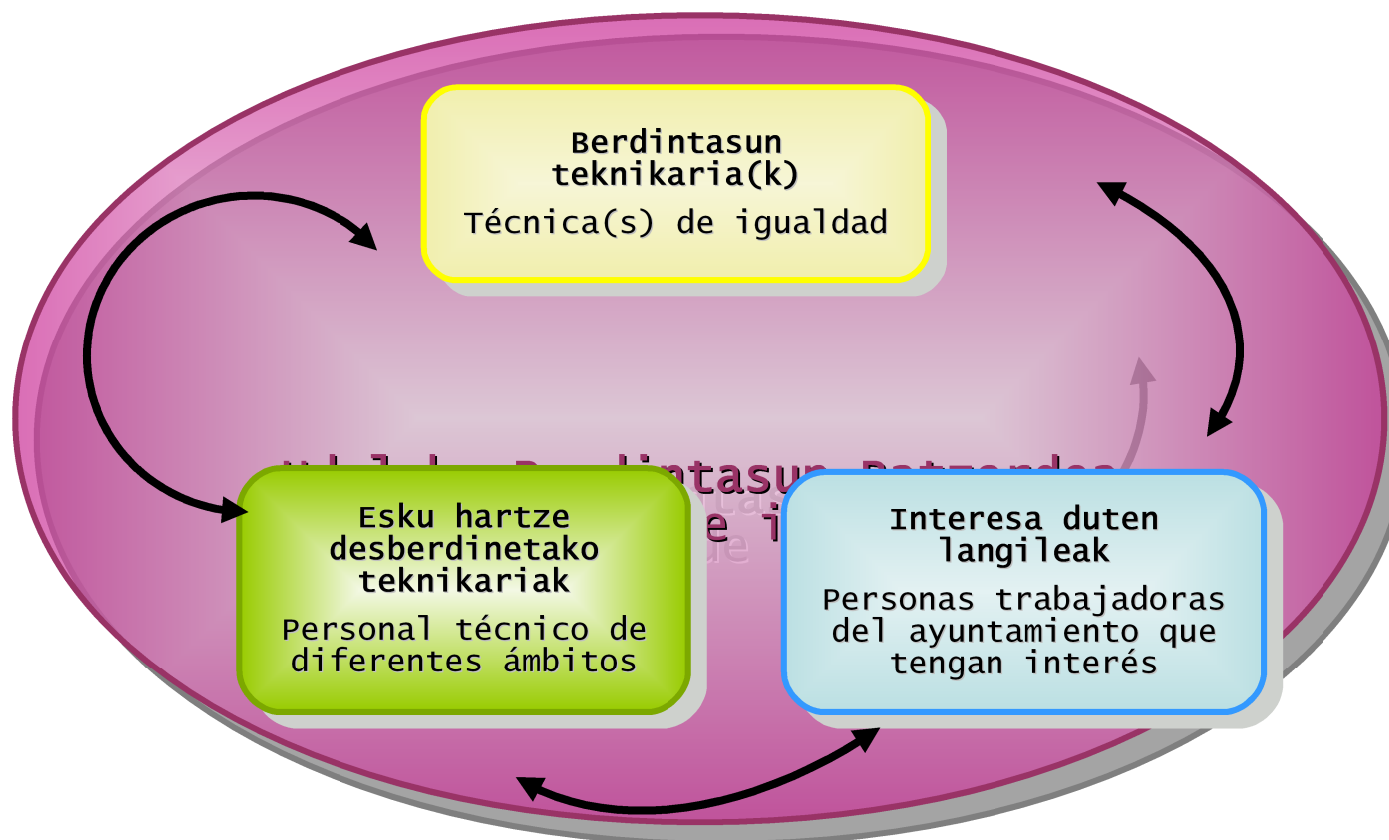 Berdintasun
teknikaria(k)
Técnica(s) de igualdad
Batzordea
Esku hartze
desberdinetako
teknikariak
Personal técnico de
diferentes ámbitos
Interesa duten
langileak
Personas trabajadoras
del ayuntamiento que
tengan interés